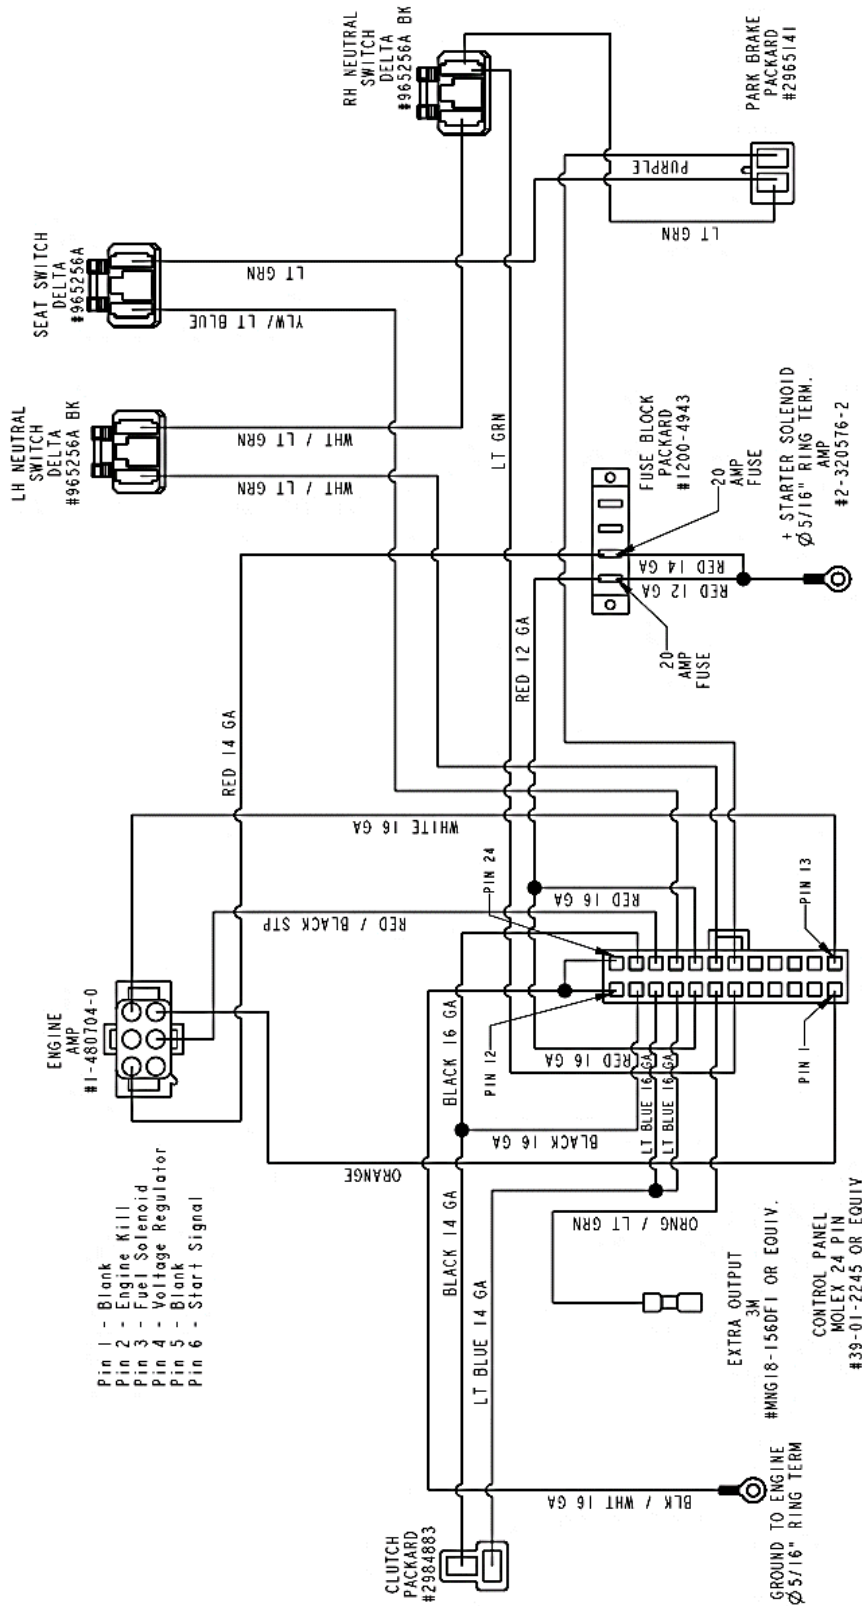 CLUTCH
PACKARD
#2984883
GROUND TO ENGINE
Ø5/16" RING TERM
BLK / WHT 16 GA
EXTRA OUTPUT
3M
#MNG18-156DF1 OR EQUIV.
CONTROL PANEL
MOLEX 24 PIN
#39-01-2245 OR EQUIV
Pin 1 - Blank
Pin 2 - Engine Kill
Pin 3 - Fuel Solenoid
Pin 4 - Voltage Regulator
Pin 5 - Blank
Pin 6 - Start Signal
ENGINE
AMP
#1-480704-0
BLACK 14 GA
LT BLUE 14 GA
ORNG / LT GRN
ORANGE
BLACK 16 GA
BLACK 16 GA
LT BLUE 16 GA
LT BLUE 16 GA
RED 16 GA
PIN 12
PIN 1
PIN 24
PIN 13
RED / BLACK STP
RED 16 GA
WHITE 16 GA
RED 14 GA
RED 12 GA
20
AMP
FUSE
RED 12 GA
RED 14 GA
20
AMP
FUSE
FUSE BLOCK
PACKARD
#1200-4943
+ STARTER SOLENOID
Ø5/16" RING TERM.
AMP
#2-320576-2
LH NEUTRAL
SWITCH
DELTA
#965256A BK
WHT / LT GRN
WHT / LT GRN
LT GRN
SEAT SWITCH
DELTA
#965256A
YLW/ LT BLUE
LT GRN
RH NEUTRAL
SWITCH
DELTA
#965256A BK
LT GRN
PURPLE
PARK BRAKE
PACKARD
#2965141